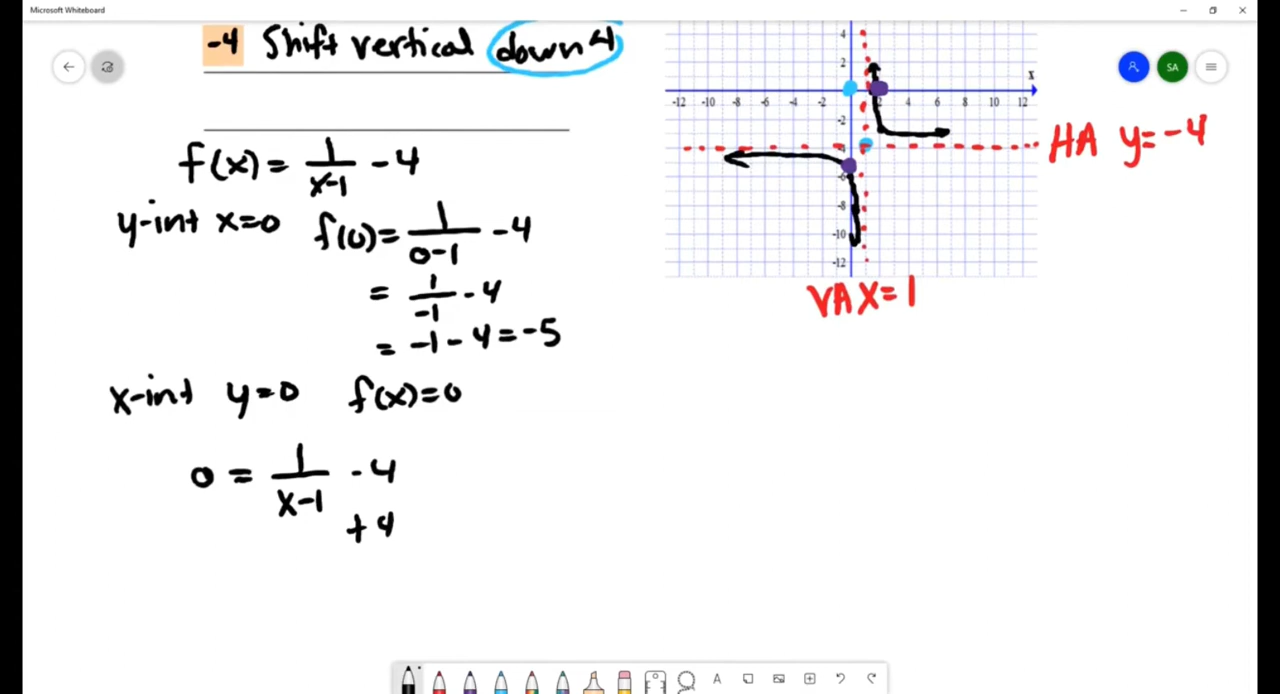 Microsoft Whiteboard
-4 Shift vertical down 4
SA
f(x) = 1/(x-1) - 4
y-int x=0 f(0) = 1/(0-1) - 4
= 1/-1 - 4
= -1 - 4 = -5
x-int y=0 f(x)=0
0 = 1/(x-1) - 4
+4
4
2
x
-12 -10 -8 -6 -4 -2 2 4 6 8 10 12
-2
-4
-6
-8
-10
-12
HA y=-4
VA x=1
A